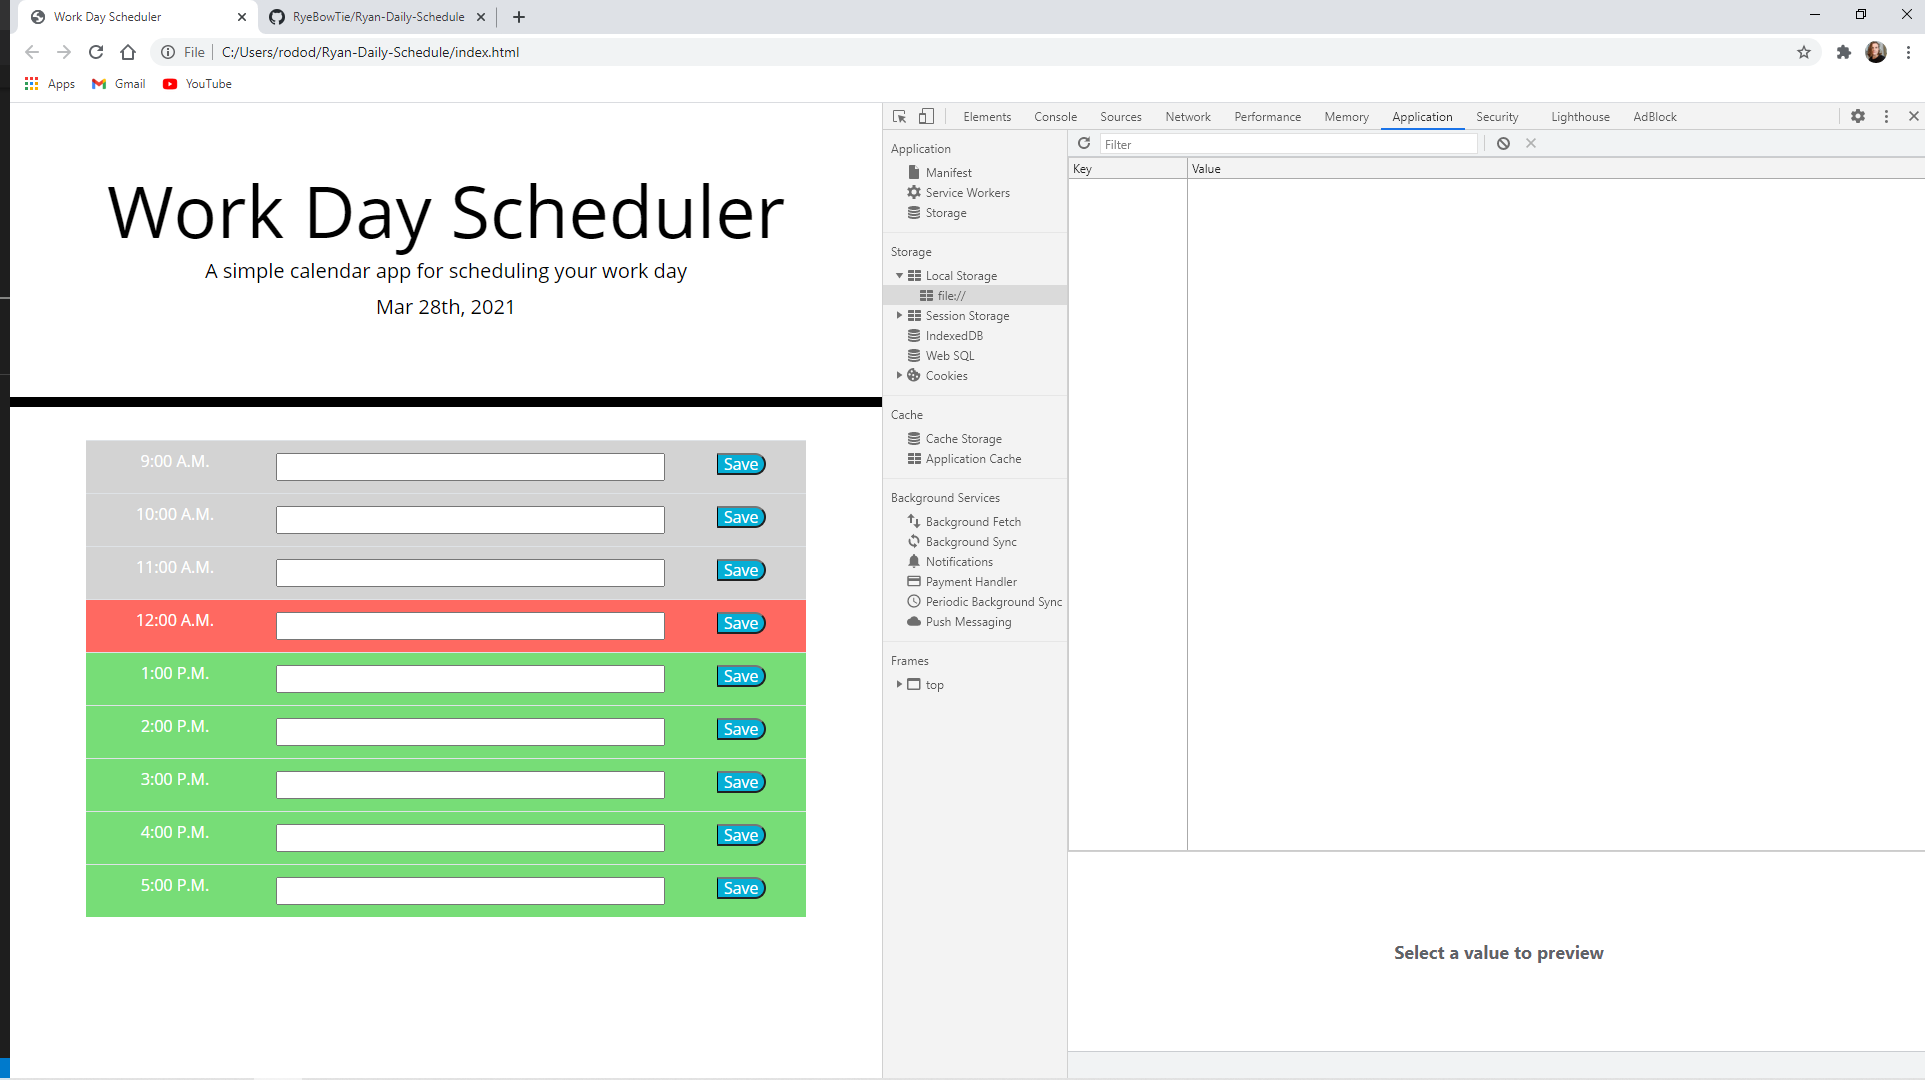 Work Day Scheduler
RyeBowTie/Ryan-Daily-Schedule
File
C:/Users/rodod/Ryan-Daily-Schedule/index.html
Apps
Gmail
YouTube
Work Day Scheduler
A simple calendar app for scheduling your work day
Mar 28th, 2021
9:00 A.M.
Save
10:00 A.M.
Save
11:00 A.M.
Save
12:00 A.M.
Save
1:00 P.M.
Save
2:00 P.M.
Save
3:00 P.M.
Save
4:00 P.M.
Save
5:00 P.M.
Save
Elements
Console
Sources
Network
Performance
Memory
Application
Security
Lighthouse
AdBlock
Application
Manifest
Service Workers
Storage
Storage
Local Storage
file://
Session Storage
IndexedDB
Web SQL
Cookies
Cache
Cache Storage
Application Cache
Background Services
Background Fetch
Background Sync
Notifications
Payment Handler
Periodic Background Sync
Push Messaging
Frames
top
Filter
Key
Value
Select a value to preview